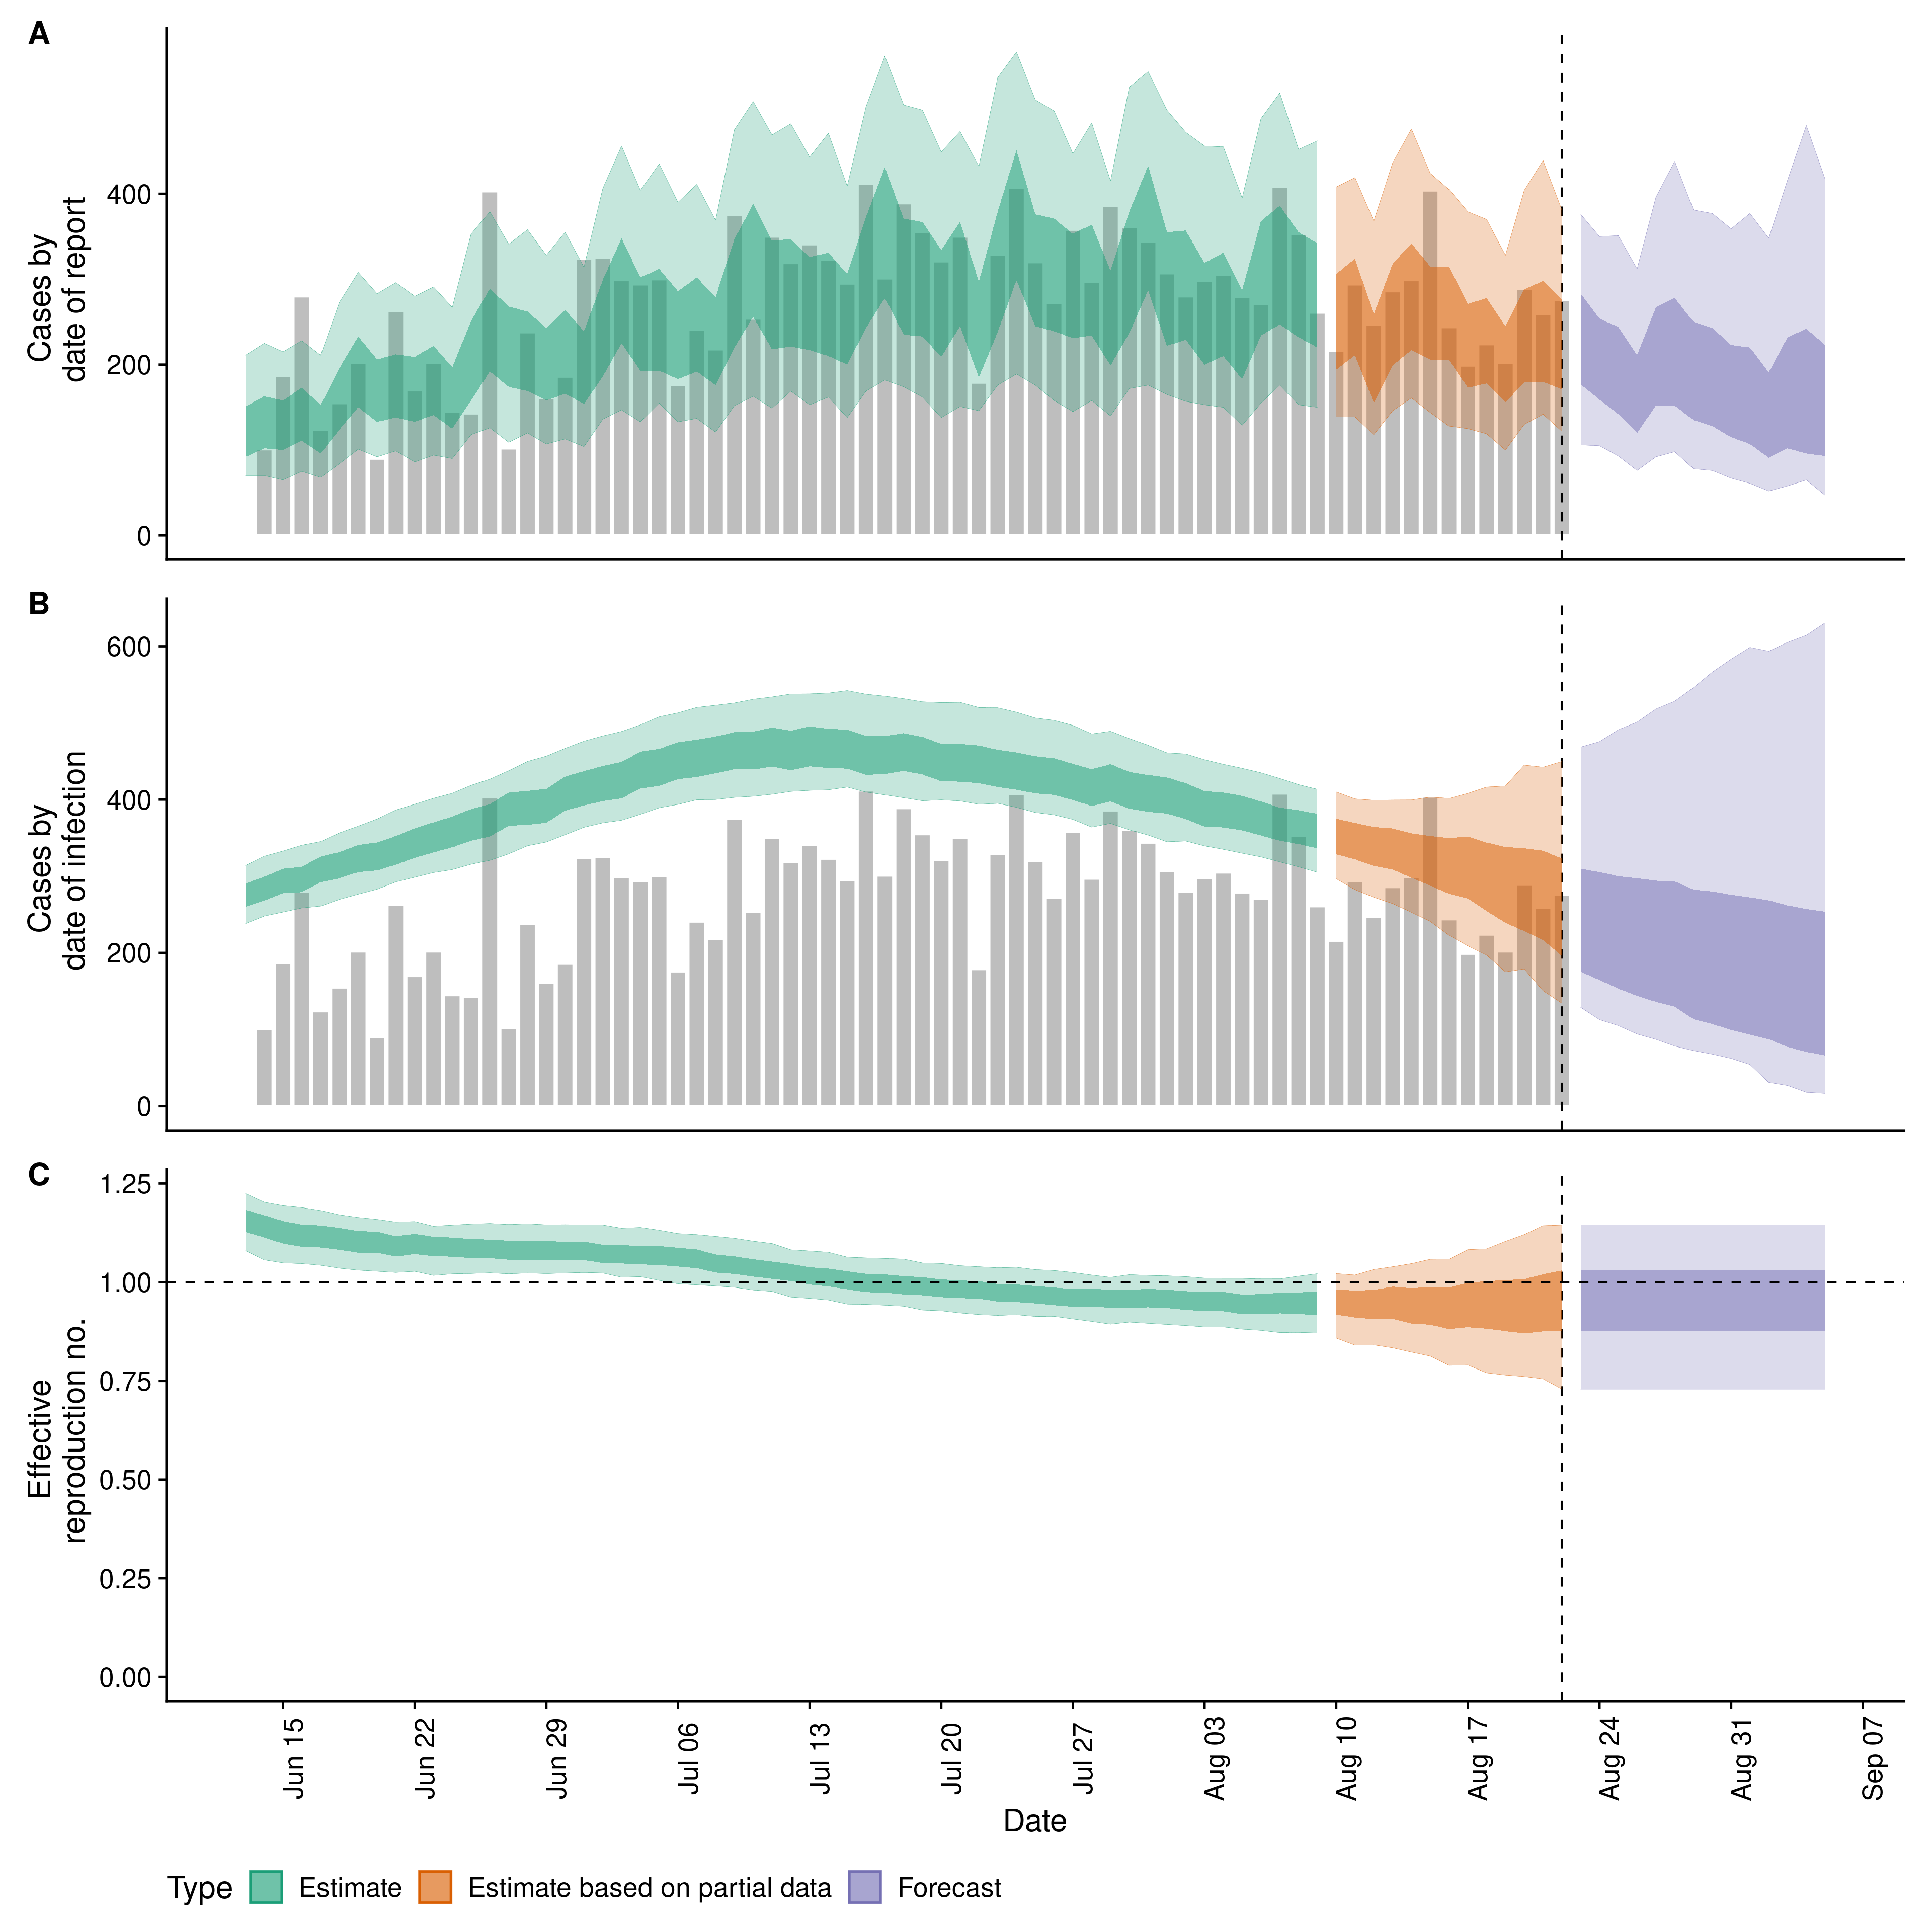 A
Cases by
date of report
400
200
0
B
Cases by
date of infection
600
400
200
0
C
Effective
reproduction no.
1.25
1.00
0.75
0.50
0.25
0.00
Jun 15
Jun 22
Jun 29
Jul 06
Jul 13
Jul 20
Jul 27
Aug 03
Aug 10
Aug 17
Aug 24
Aug 31
Sep 07
Date
Type Estimate Estimate based on partial data Forecast